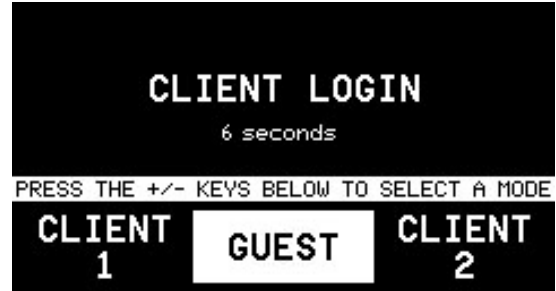 CLIENT LOGIN
6 seconds
PRESS THE +/- KEYS BELOW TO SELECT A MODE
CLIENT 1
GUEST
CLIENT 2